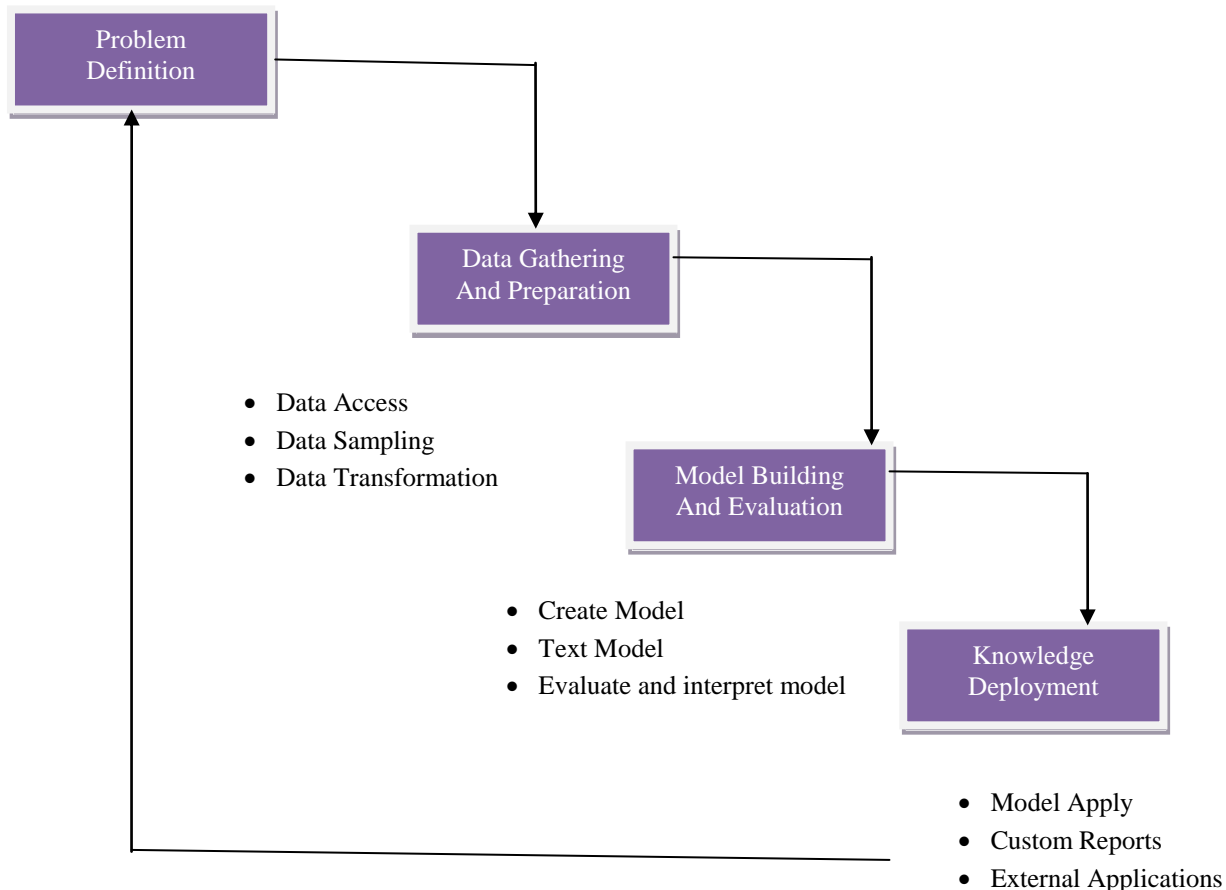 Problem
Definition
Data Gathering
And Preparation
• Data Access
• Data Sampling
• Data Transformation
Model Building
And Evaluation
• Create Model
• Text Model
• Evaluate and interpret model
Knowledge
Deployment
• Model Apply
• Custom Reports
• External Applications